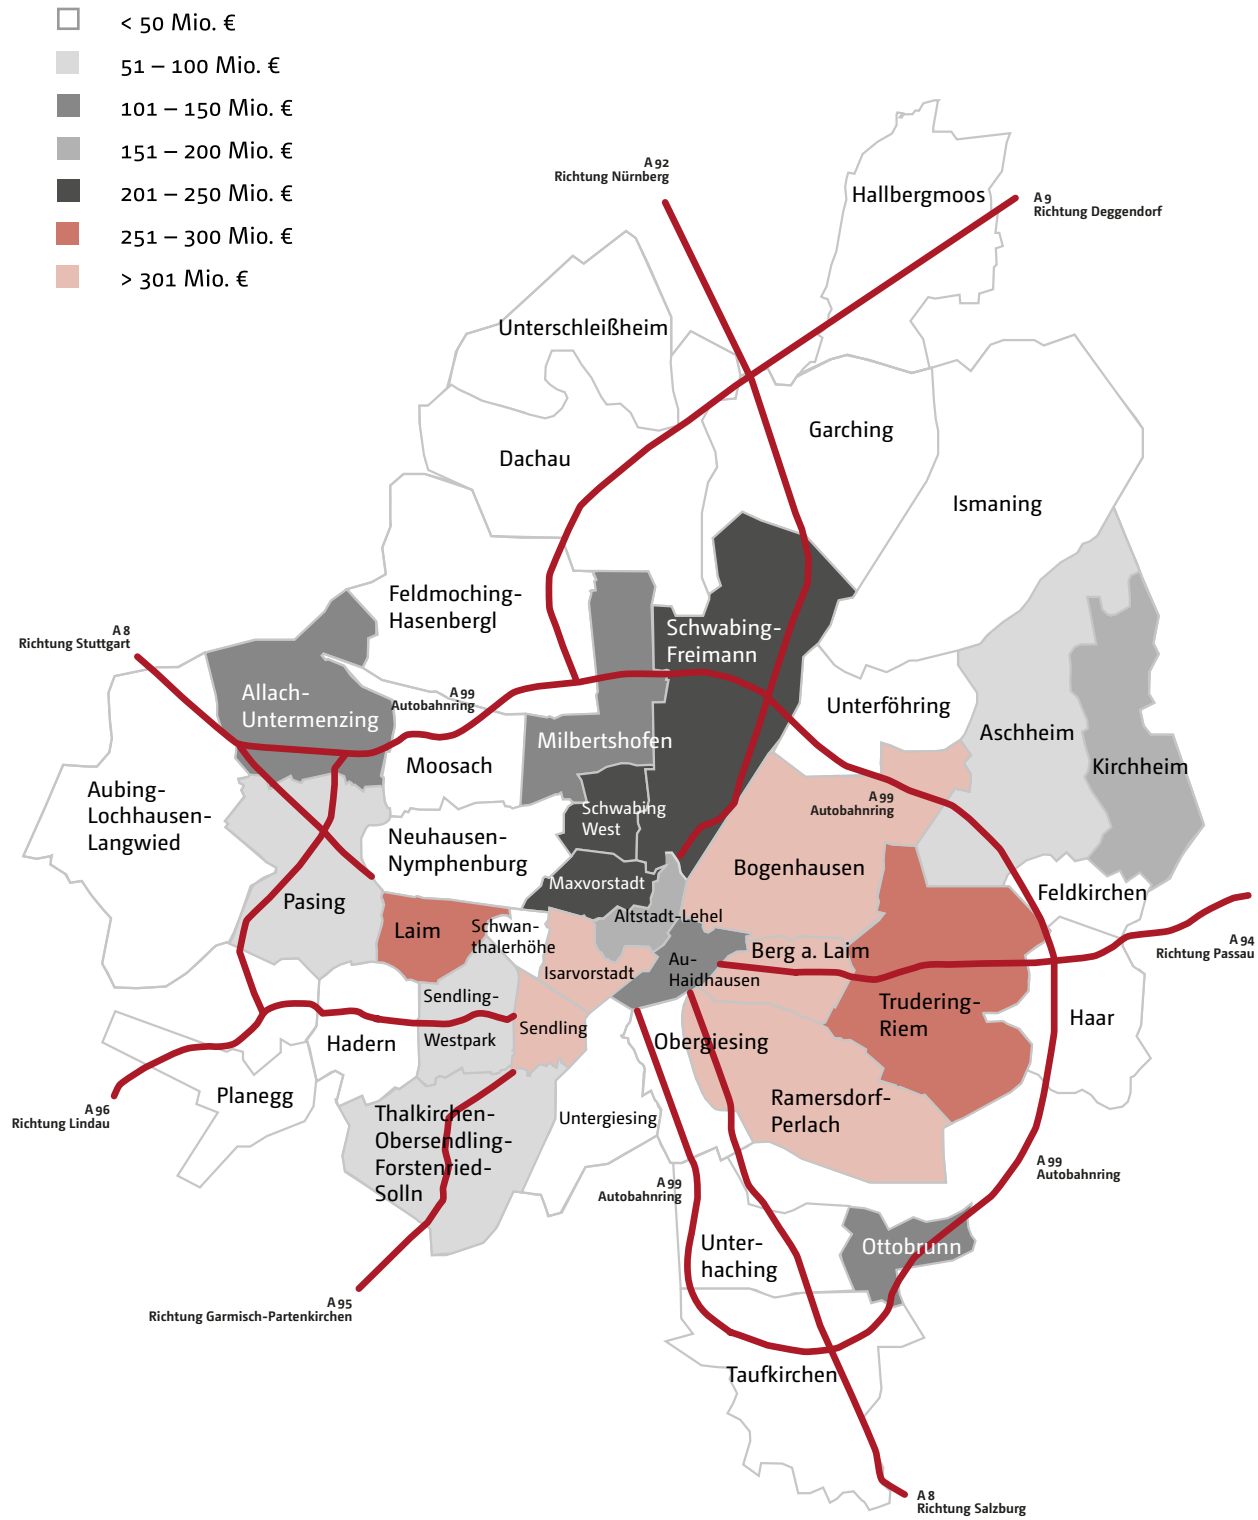 < 50 Mio. €
51 – 100 Mio. €
101 – 150 Mio. €
151 – 200 Mio. €
201 – 250 Mio. €
251 – 300 Mio. €
> 301 Mio. €
A 92
Richtung Nürnberg
Hallbergmoos
A 9
Richtung Deggendorf
Unterschleißheim
Garching
Dachau
Ismaning
Feldmoching-
Hasenbergl
Schwabing-
Freimann
A 8
Richtung Stuttgart
Allach-
Untermenzing
A 99
Autobahnring
Unterföhring
Aschheim
Milbertshofen
Moosach
Kirchheim
Aubing-
Lochhausen-
Langwied
A 99
Autobahnring
Schwabing
West
Neuhausen-
Nymphenburg
Bogenhausen
Maxvorstadt
Feldkirchen
Pasing
Altstadt-Lehel
Laim
Schwan-
thalerhöhe
A 94
Richtung Passau
Berg a. Laim
Au-
Haidhausen
Isarvorstadt
Sendling-
Westpark
Trudering-
Riem
Haar
Sendling
Hadern
Obergiesing
Planegg
A 96
Richtung Lindau
Thalkirchen-
Obersendling-
Forstenried-
Solln
Untergiesing
Ramersdorf-
Perlach
A 99
Autobahnring
A 99
Autobahnring
Unter-
haching
Ottobrunn
A 95
Richtung Garmisch-Partenkirchen
Taufkirchen
A 8
Richtung Salzburg